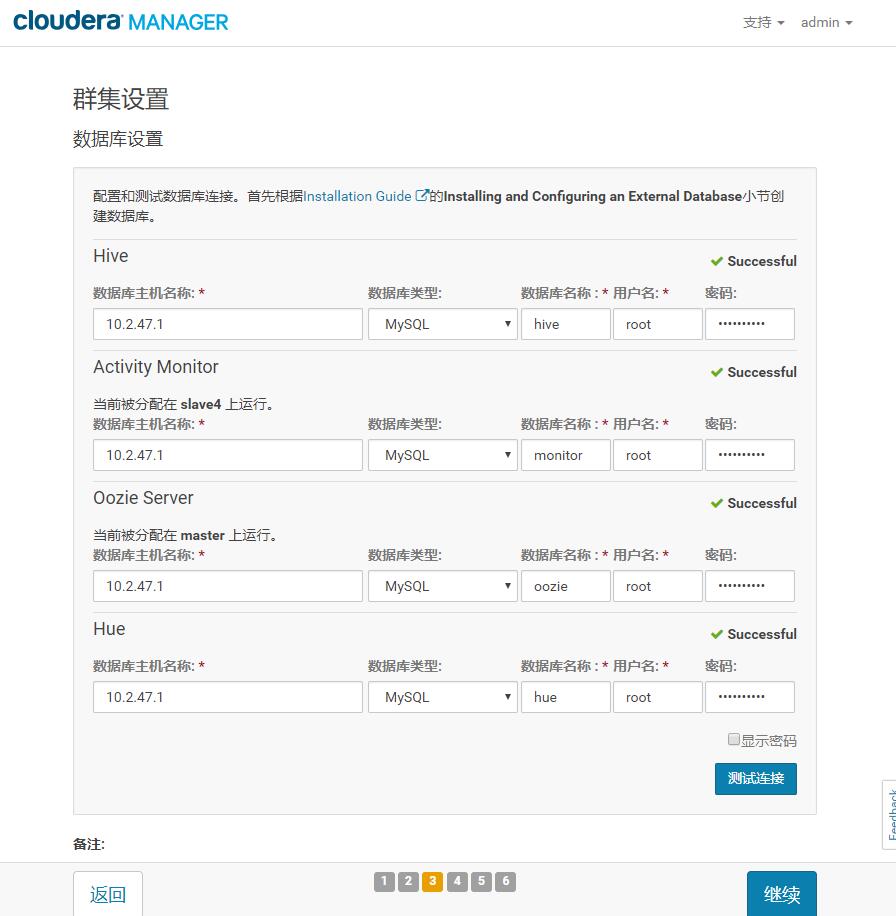 cloudera MANAGER
支持 admin
群集设置
数据库设置
配置和测试数据库连接。首先根据Installation Guide 的Installing and Configuring an External Database小节创
建数据库。
Hive
Successful
数据库主机名称: * 数据库类型: 数据库名称 : * 用户名: * 密码:
10.2.47.1 MySQL hive root ••••••••••
Activity Monitor
Successful
当前被分配在 slave4 上运行。
数据库主机名称: * 数据库类型: 数据库名称 : * 用户名: * 密码:
10.2.47.1 MySQL monitor root ••••••••••
Oozie Server
Successful
当前被分配在 master 上运行。
数据库主机名称: * 数据库类型: 数据库名称 : * 用户名: * 密码:
10.2.47.1 MySQL oozie root ••••••••••
Hue
Successful
数据库主机名称: * 数据库类型: 数据库名称 : * 用户名: * 密码:
10.2.47.1 MySQL hue root ••••••••••
显示密码
测试连接
Feedback
备注:
返回 1 2 3 4 5 6 继续